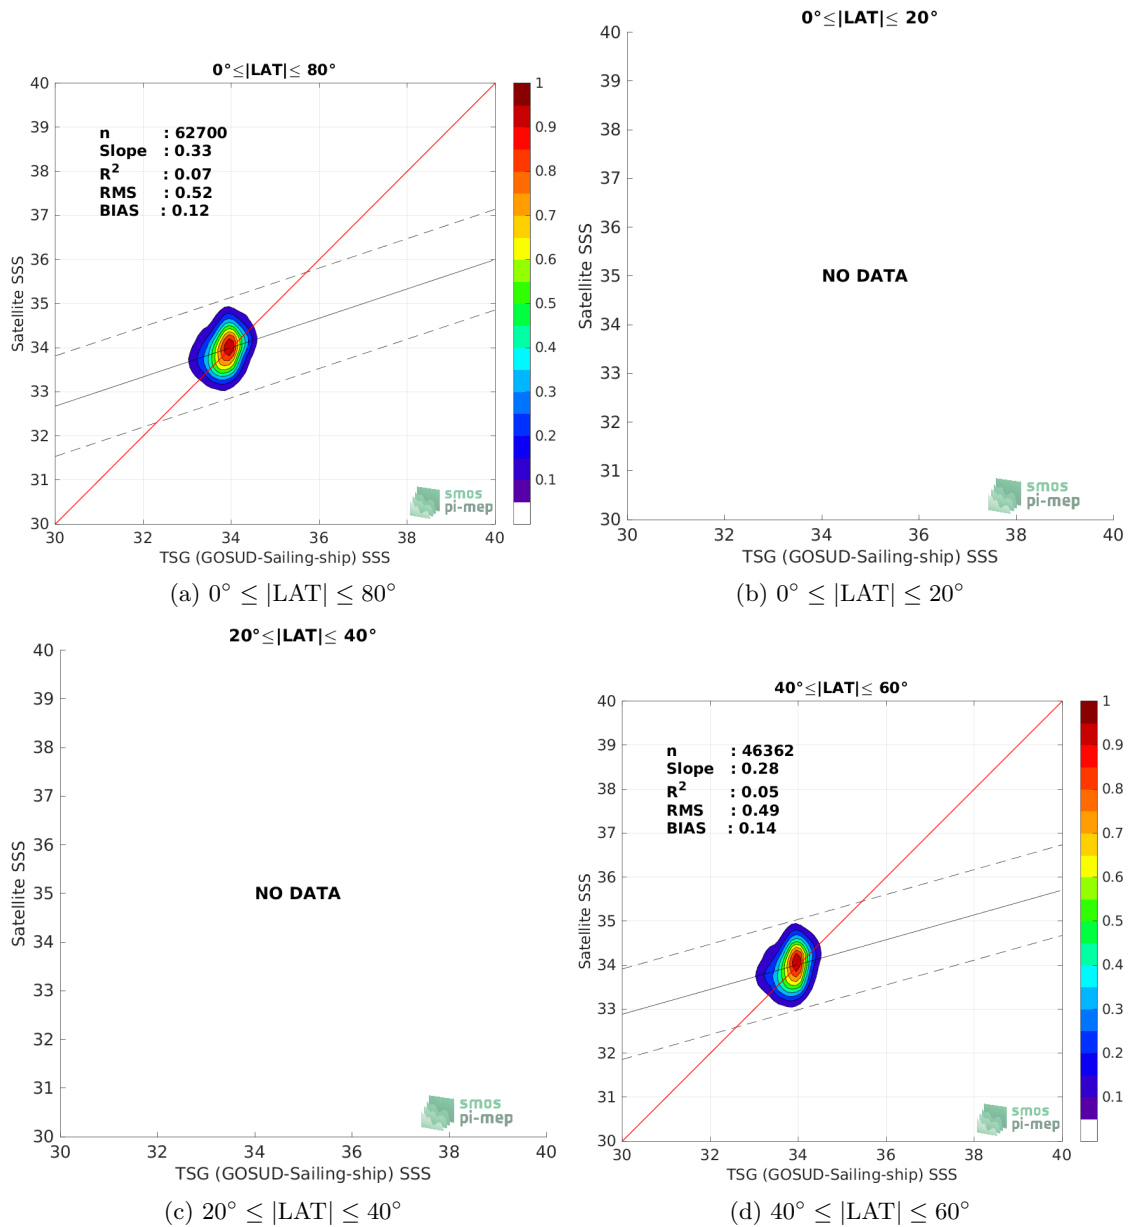 0°≤|LAT|≤ 80°
40
39
38
37
36
35
34
33
32
31
30
n : 62700
Slope : 0.33
R² : 0.07
RMS : 0.52
BIAS : 0.12
Satellite SSS
30 32 34 36 38 40
TSG (GOSUD-Sailing-ship) SSS
1
0.9
0.8
0.7
0.6
0.5
0.4
0.3
0.2
0.1
smos
pi-mep
(a) 0° ≤ |LAT| ≤ 80°
0°≤|LAT|≤ 20°
40
39
38
37
36
35
34
33
32
31
30
NO DATA
Satellite SSS
30 32 34 36 38 40
TSG (GOSUD-Sailing-ship) SSS
smos
pi-mep
(b) 0° ≤ |LAT| ≤ 20°
20°≤|LAT|≤ 40°
40
39
38
37
36
35
34
33
32
31
30
NO DATA
Satellite SSS
30 32 34 36 38 40
TSG (GOSUD-Sailing-ship) SSS
smos
pi-mep
(c) 20° ≤ |LAT| ≤ 40°
40°≤|LAT|≤ 60°
40
39
38
37
36
35
34
33
32
31
30
n : 46362
Slope : 0.28
R² : 0.05
RMS : 0.49
BIAS : 0.14
Satellite SSS
30 32 34 36 38 40
TSG (GOSUD-Sailing-ship) SSS
1
0.9
0.8
0.7
0.6
0.5
0.4
0.3
0.2
0.1
smos
pi-mep
(d) 40° ≤ |LAT| ≤ 60°